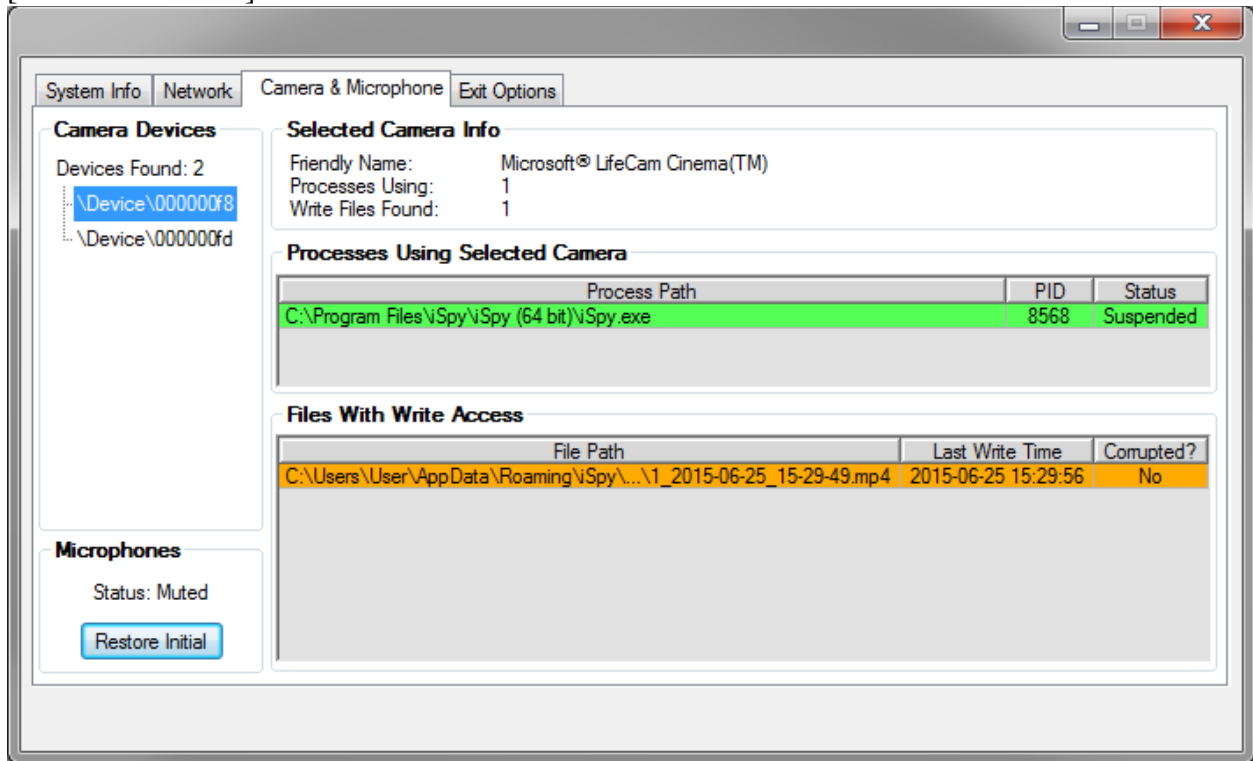 System Info Network Camera & Microphone Exit Options
Camera Devices
Devices Found: 2
\Device\000000f8
\Device\000000fd
Selected Camera Info
Friendly Name: Microsoft® LifeCam Cinema(TM)
Processes Using: 1
Write Files Found: 1
Processes Using Selected Camera
Process Path PID Status
C:\Program Files\iSpy\iSpy (64 bit)\iSpy.exe 8568 Suspended
Files With Write Access
File Path Last Write Time Corrupted?
C:\Users\User\AppData\Roaming\iSpy\...\1_2015-06-25_15-29-49.mp4 2015-06-25 15:29:56 No
Microphones
Status: Muted
Restore Initial